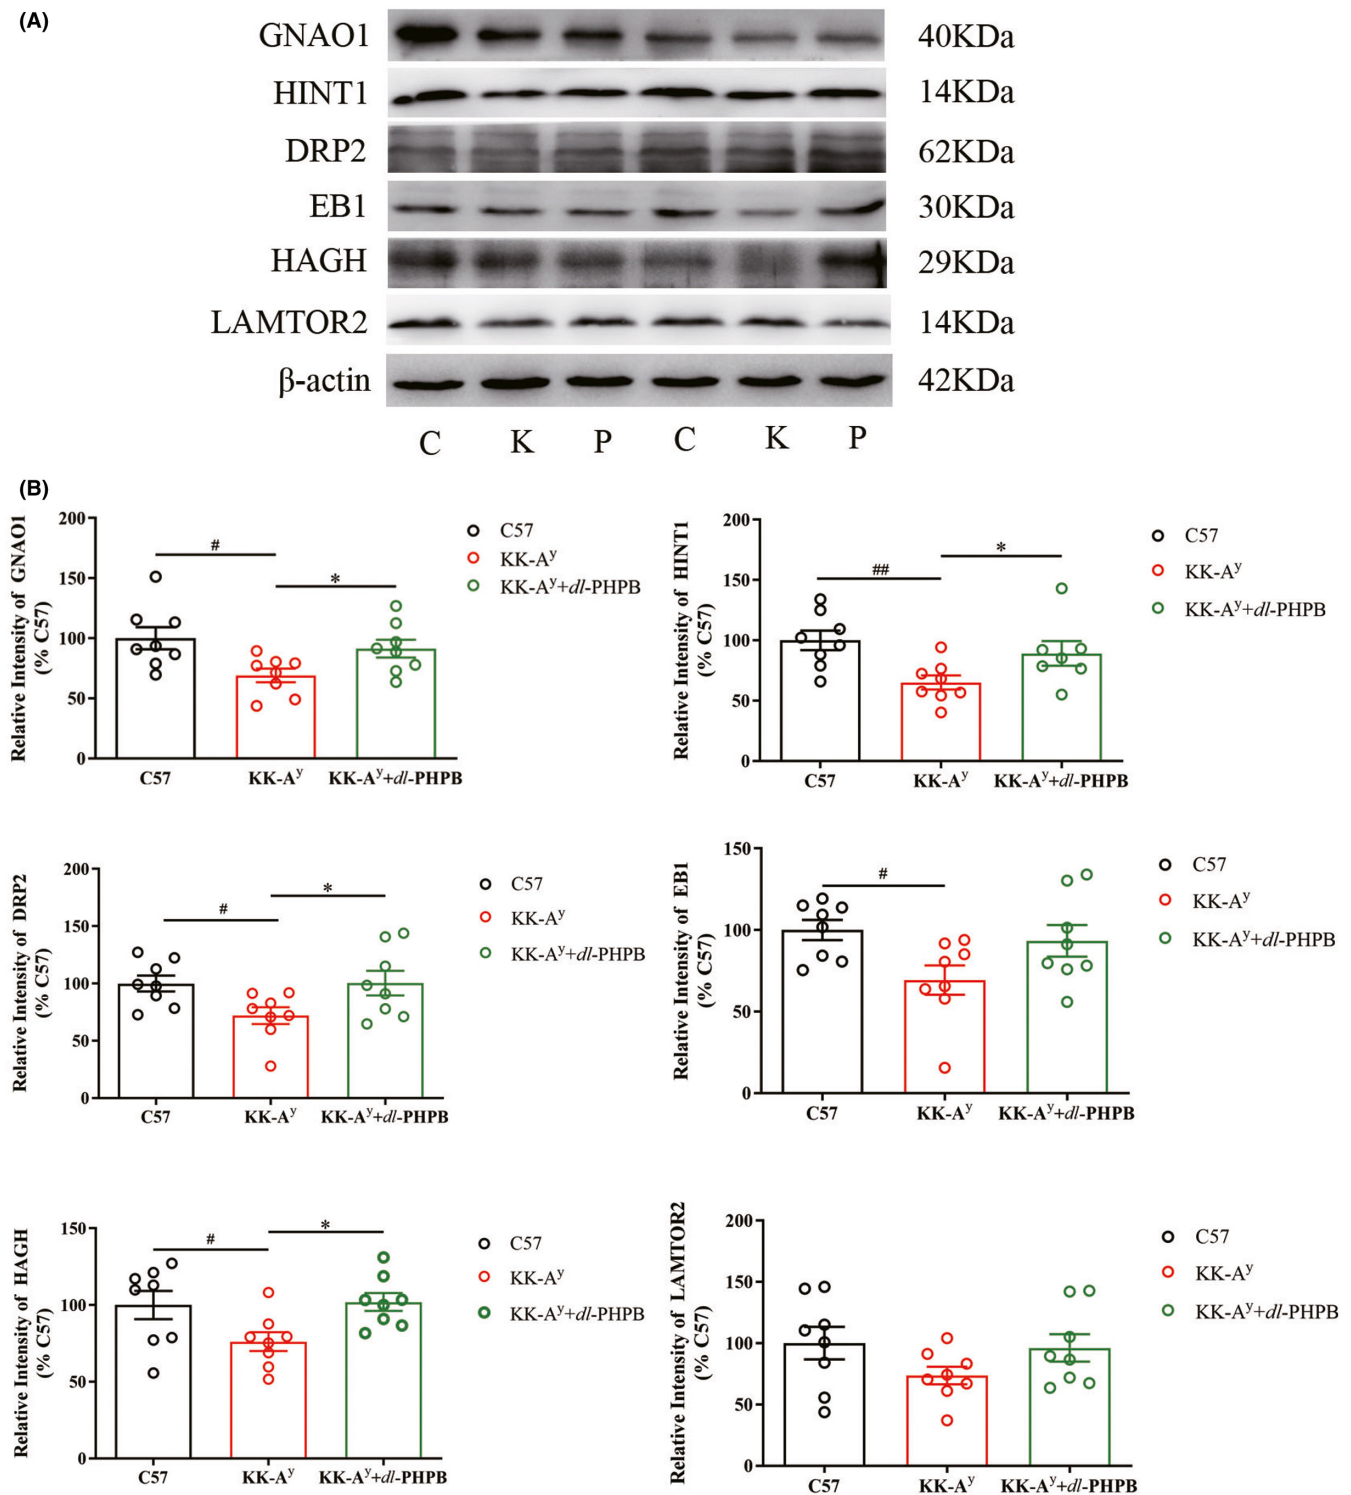 (A)
GNAO1 40KDa
HINT1 14KDa
DRP2 62KDa
EB1 30KDa
HAGH 29KDa
LAMTOR2 14KDa
β-actin 42KDa
C K P C K P
(B)
Relative Intensity of GNAO1
(% C57)
200
150
100
50
0
#
*
C57
KK-Aʸ
KK-Aʸ+dl-PHPB
C57 KK-Aʸ KK-Aʸ+dl-PHPB
Relative Intensity of HINT1
(% C57)
200
150
100
50
0
##
*
C57
KK-Aʸ
KK-Aʸ+dl-PHPB
C57 KK-Aʸ KK-Aʸ+dl-PHPB
Relative Intensity of DRP2
(% C57)
200
150
100
50
0
#
*
C57
KK-Aʸ
KK-Aʸ+dl-PHPB
C57 KK-Aʸ KK-Aʸ+dl-PHPB
Relative Intensity of EB1
(% C57)
150
100
50
0
#
C57
KK-Aʸ
KK-Aʸ+dl-PHPB
C57 KK-Aʸ KK-Aʸ+dl-PHPB
Relative Intensity of HAGH
(% C57)
150
100
50
0
#
*
C57
KK-Aʸ
KK-Aʸ+dl-PHPB
C57 KK-Aʸ KK-Aʸ+dl-PHPB
Relative Intensity of LAMTOR2
(% C57)
200
150
100
50
0
C57
KK-Aʸ
KK-Aʸ+dl-PHPB
C57 KK-Aʸ KK-Aʸ+dl-PHPB